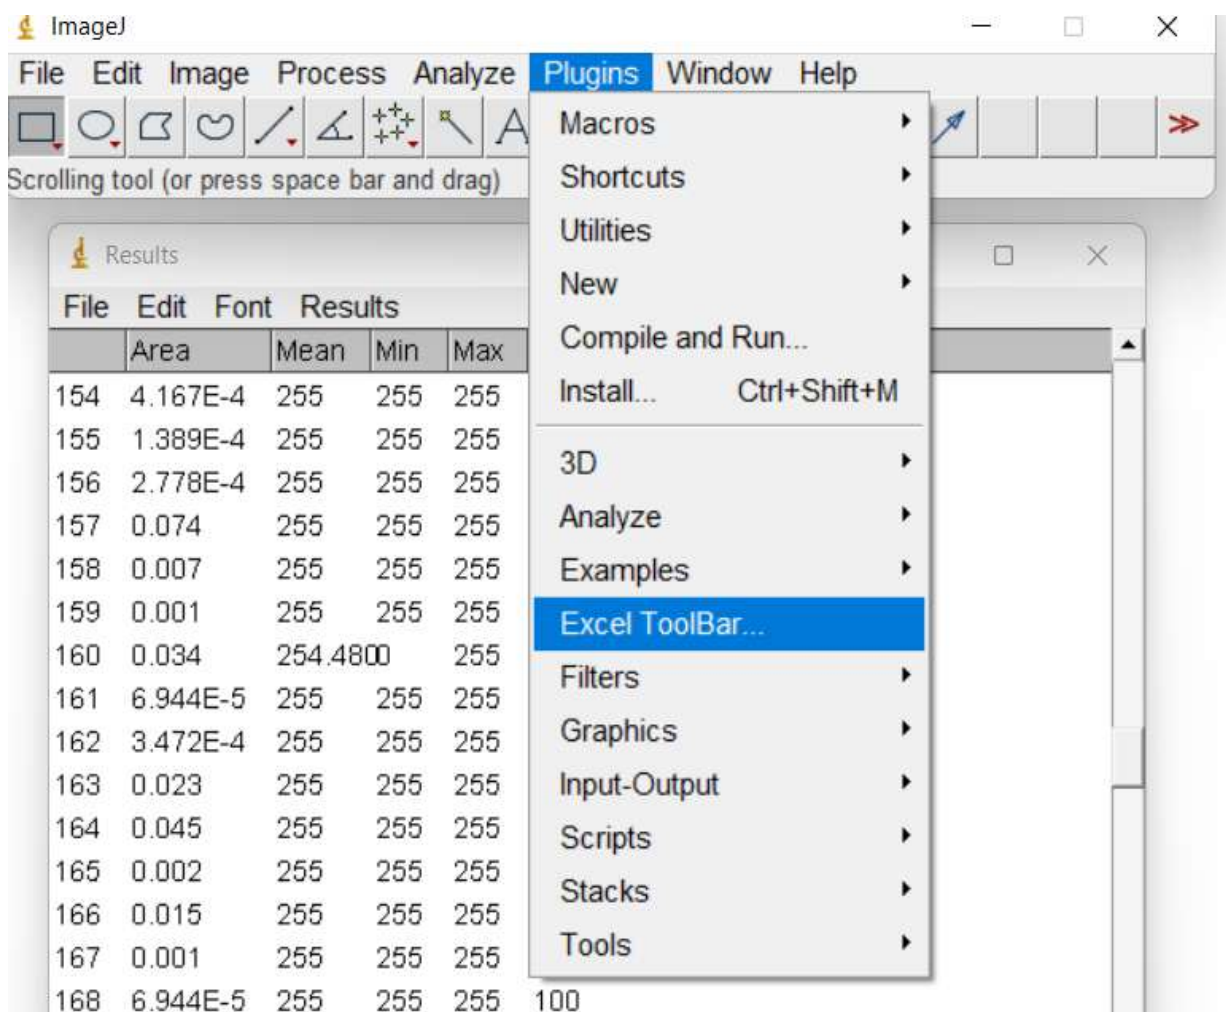 ImageJ
File Edit Image Process Analyze Plugins Window Help
Scrolling tool (or press space bar and drag)
Macros
Shortcuts
Utilities
New
Compile and Run...
Install... Ctrl+Shift+M
3D
Analyze
Examples
Excel ToolBar...
Filters
Graphics
Input-Output
Scripts
Stacks
Tools
Results
File Edit Font Results
Area Mean Min Max
154 4.167E-4 255 255 255
155 1.389E-4 255 255 255
156 2.778E-4 255 255 255
157 0.074 255 255 255
158 0.007 255 255 255
159 0.001 255 255 255
160 0.034 254.480 0 255
161 6.944E-5 255 255 255
162 3.472E-4 255 255 255
163 0.023 255 255 255
164 0.045 255 255 255
165 0.002 255 255 255
166 0.015 255 255 255
167 0.001 255 255 255
168 6.944E-5 255 255 255 100